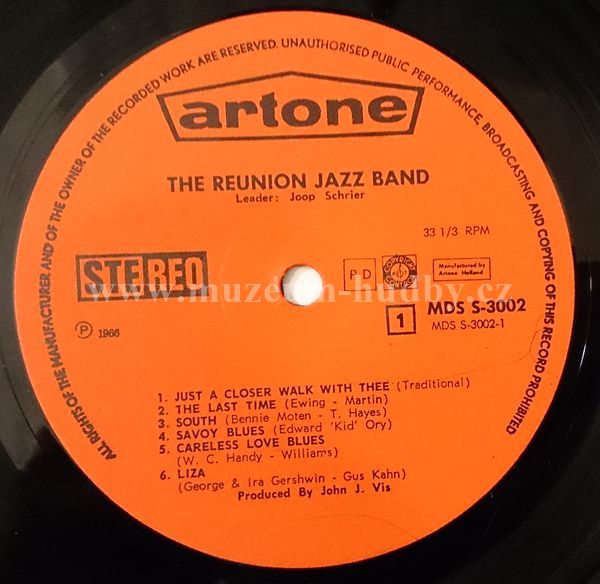 ALL RIGHTS OF THE MANUFACTURER AND OF THE OWNER OF THE RECORDED WORK ARE RESERVED. UNAUTHORISED PUBLIC PERFORMANCE, BROADCASTING AND COPYING OF THIS RECORD PROHIBITED
artone
THE REUNION JAZZ BAND
Leader: Joop Schrier
33 1/3 RPM
STEREO
P D
COPYRIGHT
CONTROL
Manufactured by
Artone Holland
www.muzeum-hudby.cz
℗ 1966
1
MDS S-3002
MDS S-3002-1
1. JUST A CLOSER WALK WITH THEE (Traditional)
2. THE LAST TIME (Ewing - Martin)
3. SOUTH (Bennie Moten - T. Hayes)
4. SAVOY BLUES (Edward 'Kid' Ory)
5. CARELESS LOVE BLUES
(W. C. Handy - Williams)
6. LIZA
(George & Ira Gershwin - Gus Kahn)
Produced By John J. Vis